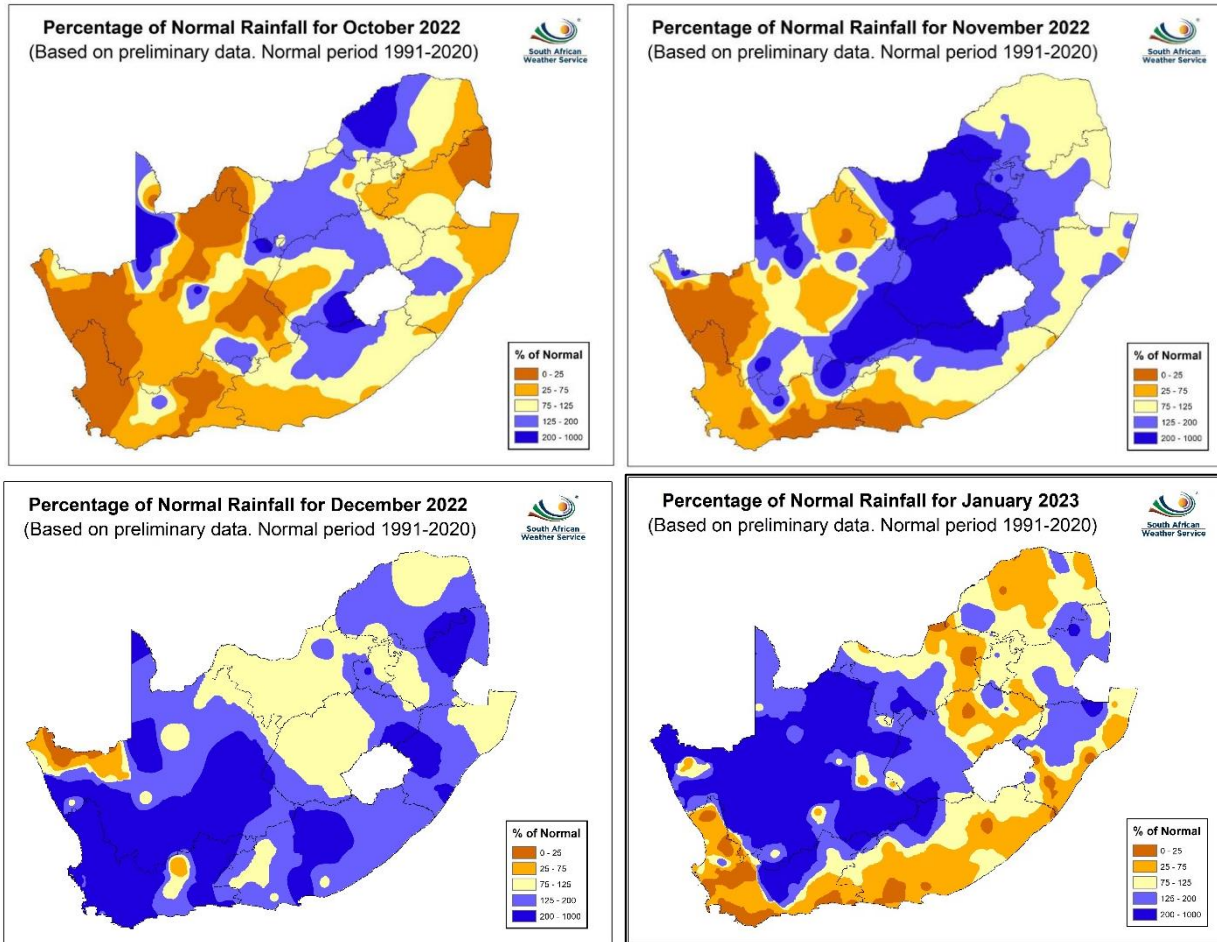 Percentage of Normal Rainfall for October 2022
(Based on preliminary data. Normal period 1991-2020)
South African
Weather Service
% of Normal
0 - 25
25 - 75
75 - 125
125 - 200
200 - 1000
Percentage of Normal Rainfall for November 2022
(Based on preliminary data. Normal period 1991-2020)
South African
Weather Service
% of Normal
0 - 25
25 - 75
75 - 125
125 - 200
200 - 1000
Percentage of Normal Rainfall for December 2022
(Based on preliminary data. Normal period 1991-2020)
South African
Weather Service
% of Normal
0 - 25
25 - 75
75 - 125
125 - 200
200 - 1000
Percentage of Normal Rainfall for January 2023
(Based on preliminary data. Normal period 1991-2020)
South African
Weather Service
% of Normal
0 - 25
25 - 75
75 - 125
125 - 200
200 - 1000